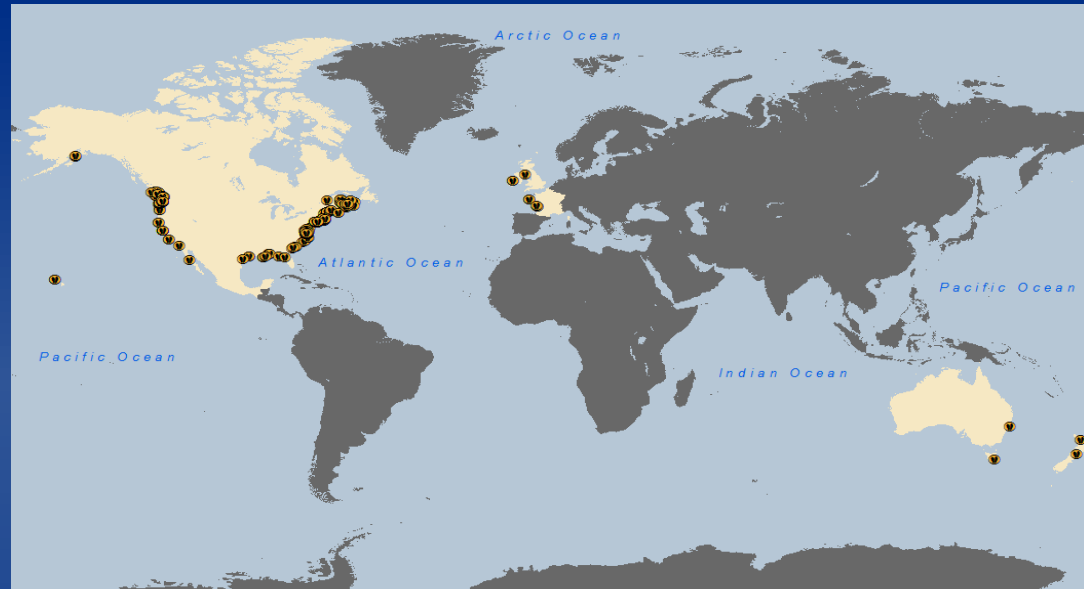 Arctic Ocean
Atlantic Ocean
Pacific Ocean
Pacific Ocean
Indian Ocean